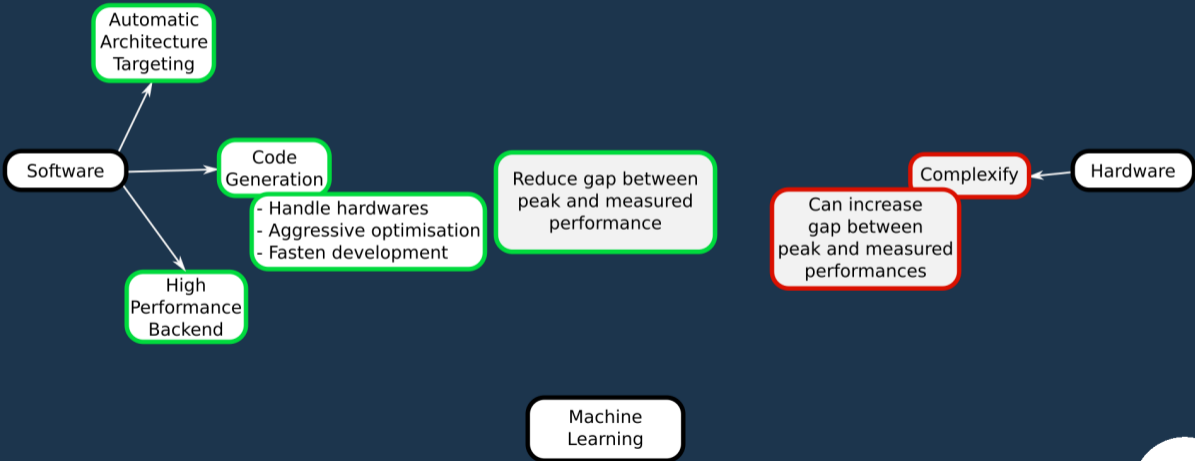 Automatic
Architecture
Targeting
Software
Code
Generation
- Handle hardwares
- Aggressive optimisation
- Fasten development
High
Performance
Backend
Reduce gap between
peak and measured
performance
Complexify
Can increase
gap between
peak and measured
performances
Hardware
Machine
Learning